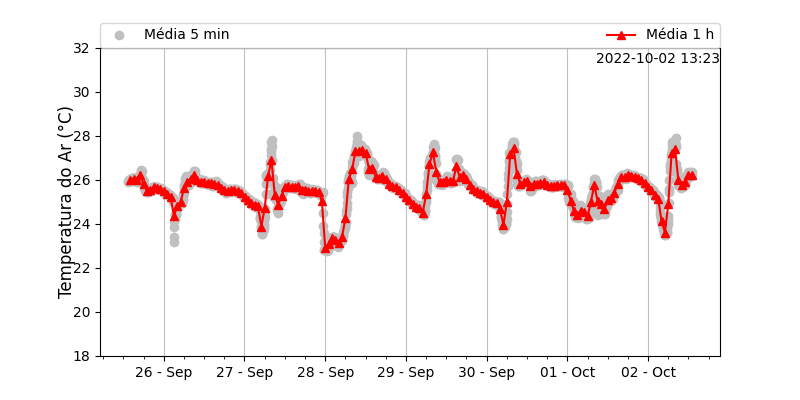 Média 5 min
Média 1 h
2022-10-02 13:23
Temperatura do Ar (°C)
32
30
28
26
24
22
20
18
26 - Sep
27 - Sep
28 - Sep
29 - Sep
30 - Sep
01 - Oct
02 - Oct